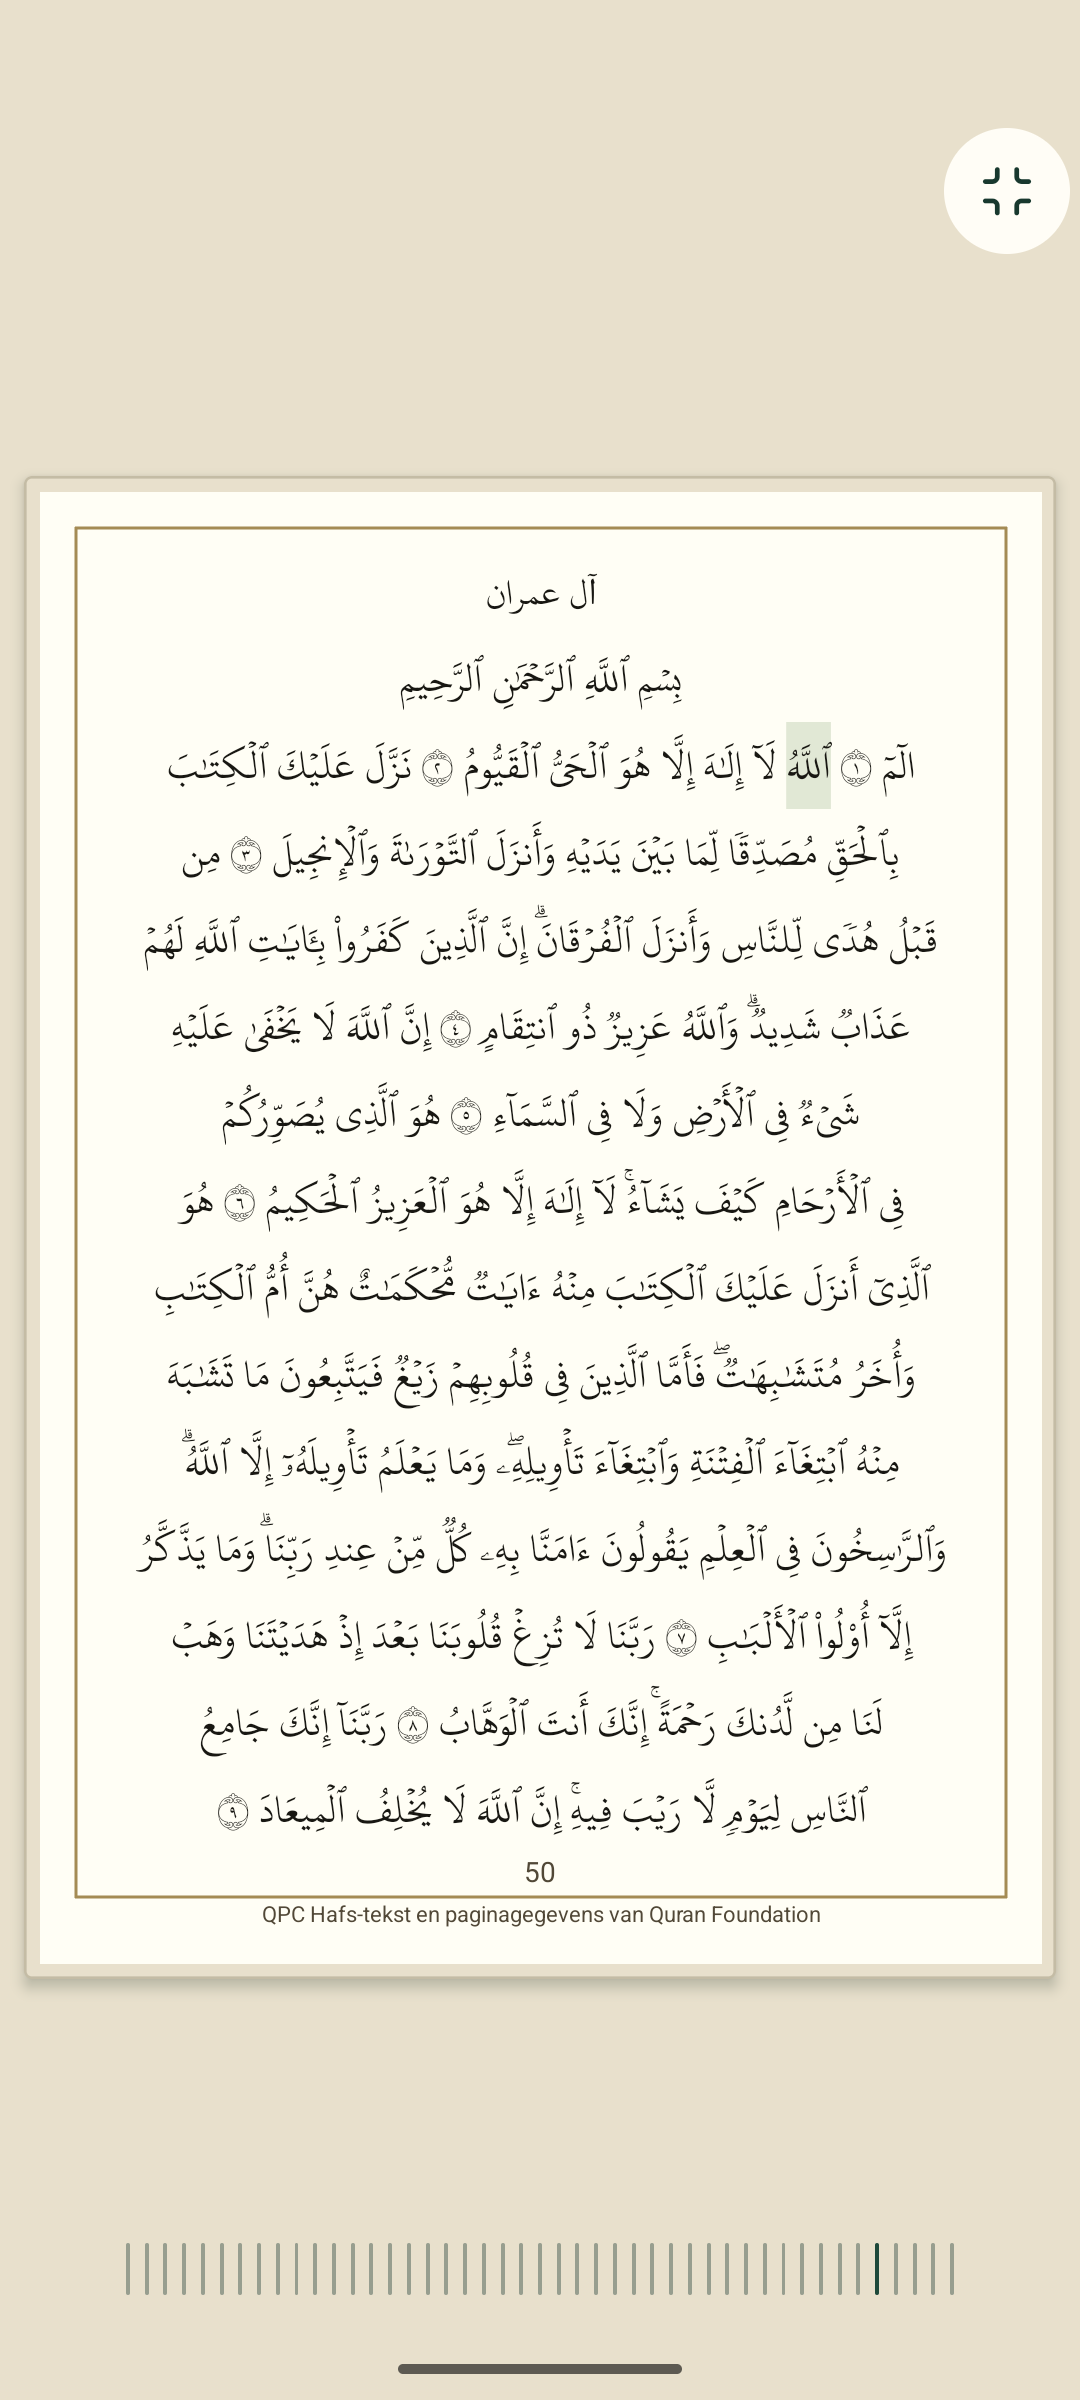 آل عمران
بِسۡمِ ٱللَّهِ ٱلرَّحۡمَٰنِ ٱلرَّحِيمِ
الٓمٓ ١ ٱللَّهُ لَآ إِلَٰهَ إِلَّا هُوَ ٱلۡحَيُّ ٱلۡقَيُّومُ ٢ نَزَّلَ عَلَيۡكَ ٱلۡكِتَٰبَ
بِٱلۡحَقِّ مُصَدِّقٗا لِّمَا بَيۡنَ يَدَيۡهِ وَأَنزَلَ ٱلتَّوۡرَىٰةَ وَٱلۡإِنجِيلَ ٣ مِن
قَبۡلُ هُدٗى لِّلنَّاسِ وَأَنزَلَ ٱلۡفُرۡقَانَۗ إِنَّ ٱلَّذِينَ كَفَرُواْ بِـَٔايَٰتِ ٱللَّهِ لَهُمۡ
عَذَابٞ شَدِيدٞۗ وَٱللَّهُ عَزِيزٞ ذُو ٱنتِقَامٍ ٤ إِنَّ ٱللَّهَ لَا يَخۡفَىٰ عَلَيۡهِ
شَيۡءٞ فِي ٱلۡأَرۡضِ وَلَا فِي ٱلسَّمَآءِ ٥ هُوَ ٱلَّذِي يُصَوِّرُكُمۡ
فِي ٱلۡأَرۡحَامِ كَيۡفَ يَشَآءُۚ لَآ إِلَٰهَ إِلَّا هُوَ ٱلۡعَزِيزُ ٱلۡحَكِيمُ ٦ هُوَ
ٱلَّذِيٓ أَنزَلَ عَلَيۡكَ ٱلۡكِتَٰبَ مِنۡهُ ءَايَٰتٞ مُّحۡكَمَٰتٌ هُنَّ أُمُّ ٱلۡكِتَٰبِ
وَأُخَرُ مُتَشَٰبِهَٰتٞۖ فَأَمَّا ٱلَّذِينَ فِي قُلُوبِهِمۡ زَيۡغٞ فَيَتَّبِعُونَ مَا تَشَٰبَهَ
مِنۡهُ ٱبۡتِغَآءَ ٱلۡفِتۡنَةِ وَٱبۡتِغَآءَ تَأۡوِيلِهِۦۖ وَمَا يَعۡلَمُ تَأۡوِيلَهُۥٓ إِلَّا ٱللَّهُۗ
وَٱلرَّٰسِخُونَ فِي ٱلۡعِلۡمِ يَقُولُونَ ءَامَنَّا بِهِۦ كُلّٞ مِّنۡ عِندِ رَبِّنَاۗ وَمَا يَذَّكَّرُ
إِلَّآ أُوْلُواْ ٱلۡأَلۡبَٰبِ ٧ رَبَّنَا لَا تُزِغۡ قُلُوبَنَا بَعۡدَ إِذۡ هَدَيۡتَنَا وَهَبۡ
لَنَا مِن لَّدُنكَ رَحۡمَةًۚ إِنَّكَ أَنتَ ٱلۡوَهَّابُ ٨ رَبَّنَآ إِنَّكَ جَامِعُ
ٱلنَّاسِ لِيَوۡمٖ لَّا رَيۡبَ فِيهِۚ إِنَّ ٱللَّهَ لَا يُخۡلِفُ ٱلۡمِيعَادَ ٩
50
QPC Hafs-tekst en paginagegevens van Quran Foundation